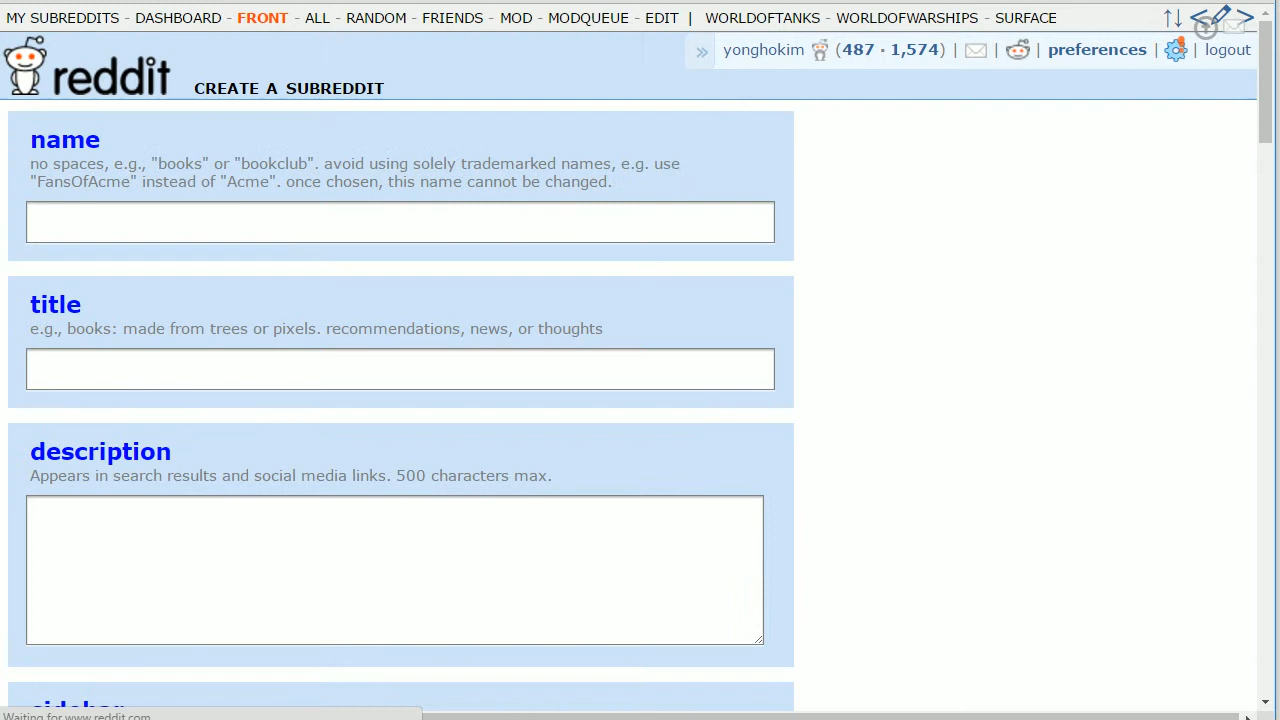 MY SUBREDDITS - DASHBOARD - FRONT - ALL - RANDOM - FRIENDS - MOD - MODQUEUE - EDIT | WORLDOFTANKS - WORLDOFWARSHIPS - SURFACE
reddit CREATE A SUBREDDIT
» yonghokim (487 · 1,574) | | | preferences | | logout
name
no spaces, e.g., "books" or "bookclub". avoid using solely trademarked names, e.g. use
"FansOfAcme" instead of "Acme". once chosen, this name cannot be changed.
title
e.g., books: made from trees or pixels. recommendations, news, or thoughts
description
Appears in search results and social media links. 500 characters max.
sidebar
Waiting for www.reddit.com